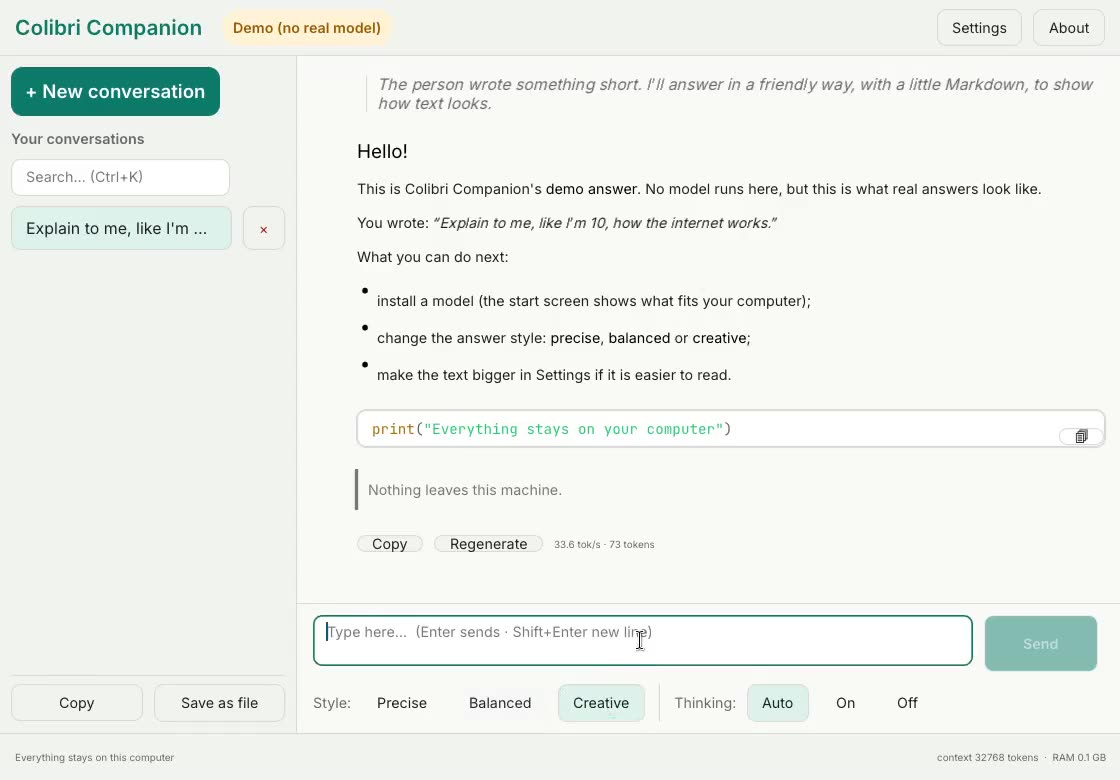 Colibri Companion
Demo (no real model)
Settings
About
+ New conversation
Your conversations
Search... (Ctrl+K)
Explain to me, like I'm ...
×
The person wrote something short. I'll answer in a friendly way, with a little Markdown, to show
how text looks.
Hello!
This is Colibri Companion's demo answer. No model runs here, but this is what real answers look like.
You wrote: “Explain to me, like I'm 10, how the internet works.”
What you can do next:
• install a model (the start screen shows what fits your computer);
• change the answer style: precise, balanced or creative;
• make the text bigger in Settings if it is easier to read.
print("Everything stays on your computer")
Nothing leaves this machine.
Copy
Regenerate
33.6 tok/s · 73 tokens
Type here... (Enter sends · Shift+Enter new line)
Send
Copy
Save as file
Style:
Precise
Balanced
Creative
Thinking:
Auto
On
Off
Everything stays on this computer
context 32768 tokens · RAM 0.1 GB